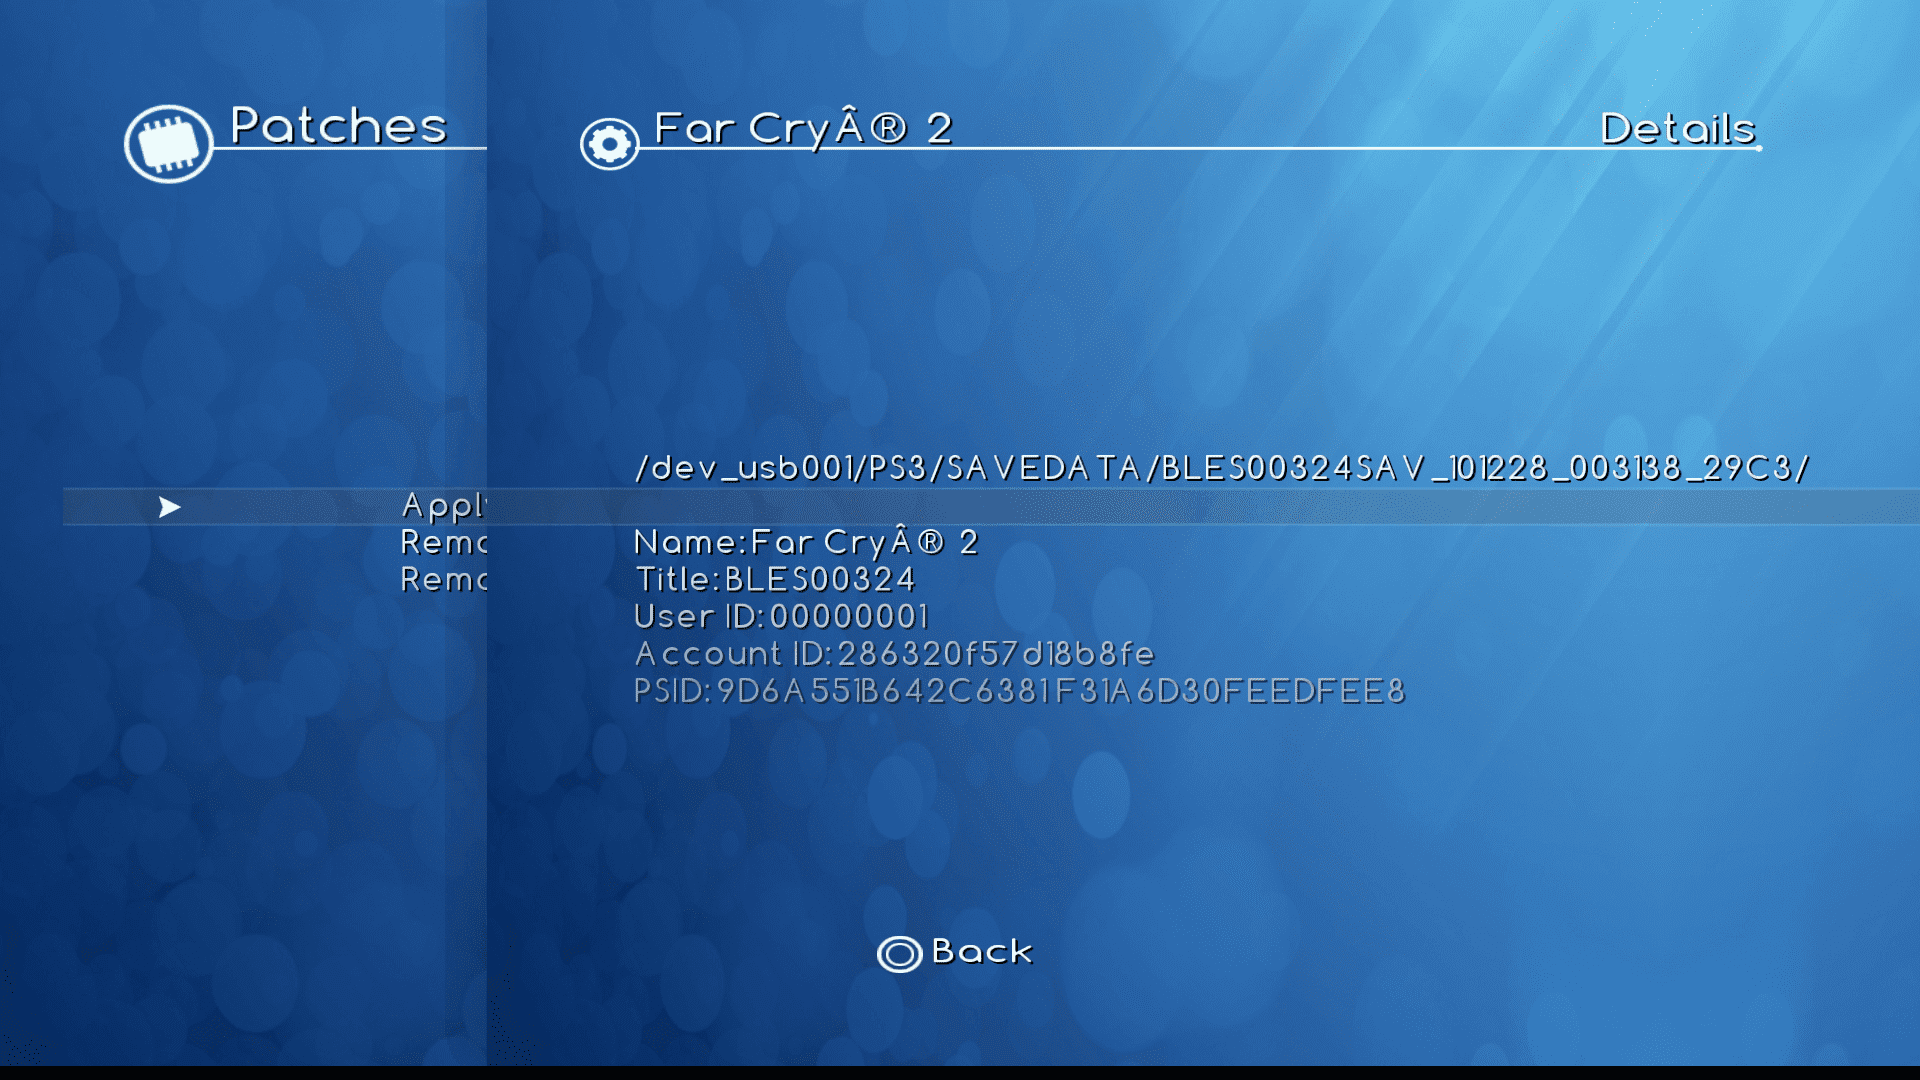 Patches
Far CryÂ® 2
Details
/dev_usb001/PS3/SAVEDATA/BLES00324SAV_101228_003138_29C3/
Appl
Remo
Remo
Name:Far CryÂ® 2
Title:BLES00324
User ID:00000001
Account ID:286320f57d18b8fe
PSID:9D6A551B642C6381F31A6D30FEEDFEE8
Back